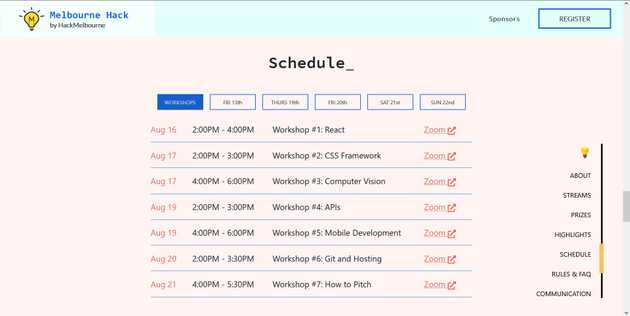 Melbourne Hack
by HackMelbourne
Sponsors
REGISTER
Schedule_
WORKSHOPS
FRI 13th
THURS 19th
FRI 20th
SAT 21st
SUN 22nd
Aug 16 2:00PM - 4:00PM Workshop #1: React Zoom
Aug 17 2:00PM - 3:00PM Workshop #2: CSS Framework Zoom
Aug 17 4:00PM - 6:00PM Workshop #3: Computer Vision Zoom
Aug 19 2:00PM - 3:00PM Workshop #4: APIs Zoom
Aug 19 4:00PM - 6:00PM Workshop #5: Mobile Development Zoom
Aug 20 2:00PM - 3:30PM Workshop #6: Git and Hosting Zoom
Aug 21 4:00PM - 5:30PM Workshop #7: How to Pitch Zoom
ABOUT
STREAMS
PRIZES
HIGHLIGHTS
SCHEDULE
RULES & FAQ
COMMUNICATION